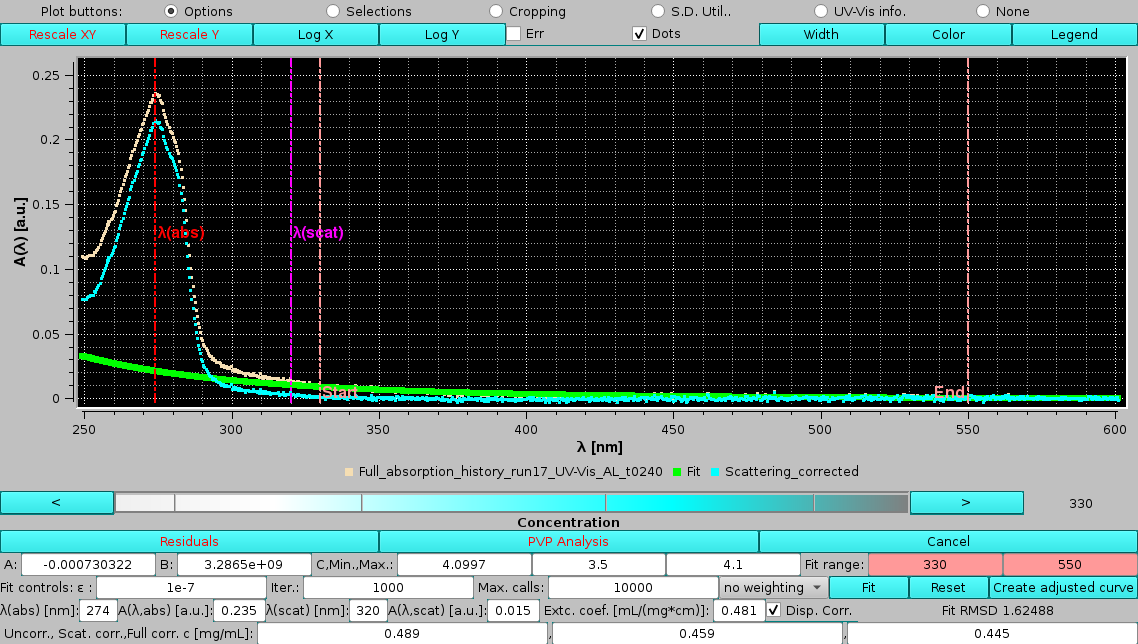 Plot buttons: Options Selections Cropping S.D. Util.. UV-Vis info. None
Rescale XY Rescale Y Log X Log Y Err Dots Width Color Legend
0.25
0.2
0.15
0.1
0.05
0
A(λ) [a.u.]
λ(abs) λ(scat)
Start End
250 300 350 400 450 500 550 600
λ [nm]
Full_absorption_history_run17_UV-Vis_AL_t0240 Fit Scattering_corrected
< > 330
Concentration
Residuals PVP Analysis Cancel
A: -0.000730322 B: 3.2865e+09 C,Min.,Max.: 4.0997 3.5 4.1 Fit range: 330 550
Fit controls: ε : 1e-7 Iter.: 1000 Max. calls: 10000 no weighting Fit Reset Create adjusted curve
λ(abs) [nm]: 274 A(λ,abs) [a.u.]: 0.235 λ(scat) [nm]: 320 A(λ,scat) [a.u.]: 0.015 Extc. coef. [mL/(mg*cm)]: 0.481 Disp. Corr. Fit RMSD 1.62488
Uncorr., Scat. corr.,Full corr. c [mg/mL]: 0.489 , 0.459 , 0.445